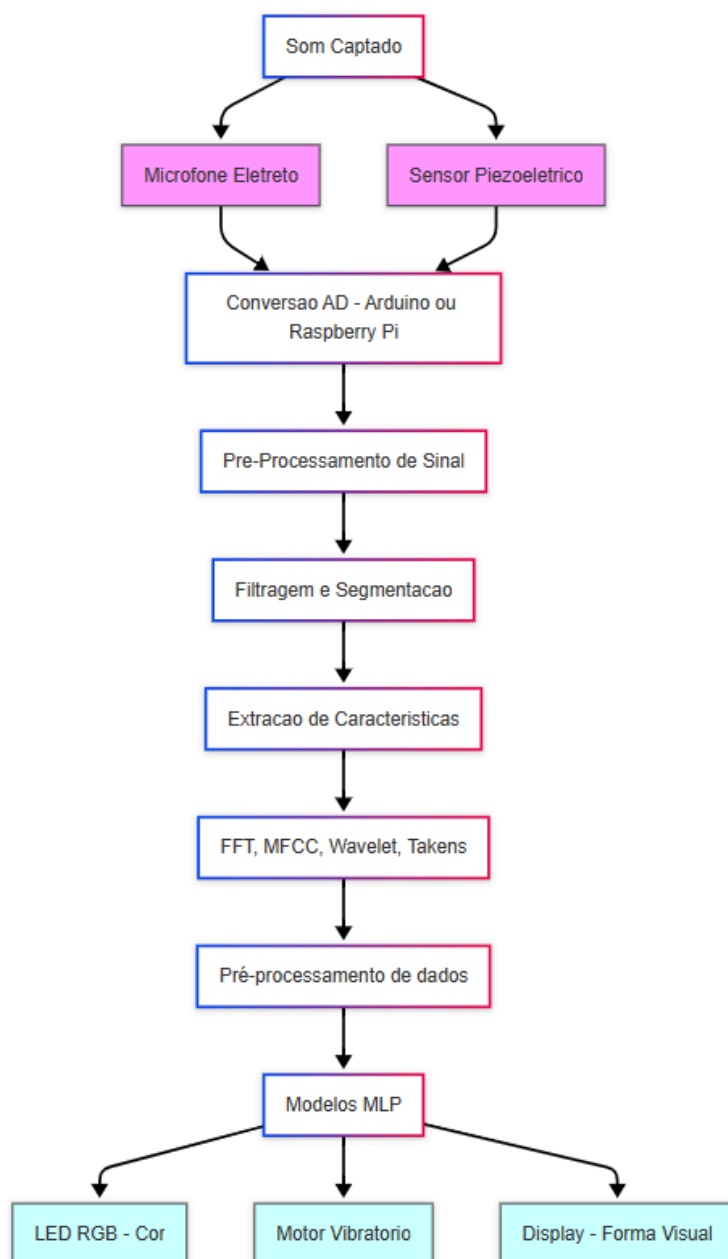 Som Captado
Microfone Eletreto
Sensor Piezoeletrico
Conversao AD - Arduino ou
Raspberry Pi
Pre-Processamento de Sinal
Filtragem e Segmentacao
Extracao de Caracteristicas
FFT, MFCC, Wavelet, Takens
Pré-processamento de dados
Modelos MLP
LED RGB - Cor
Motor Vibratorio
Display - Forma Visual